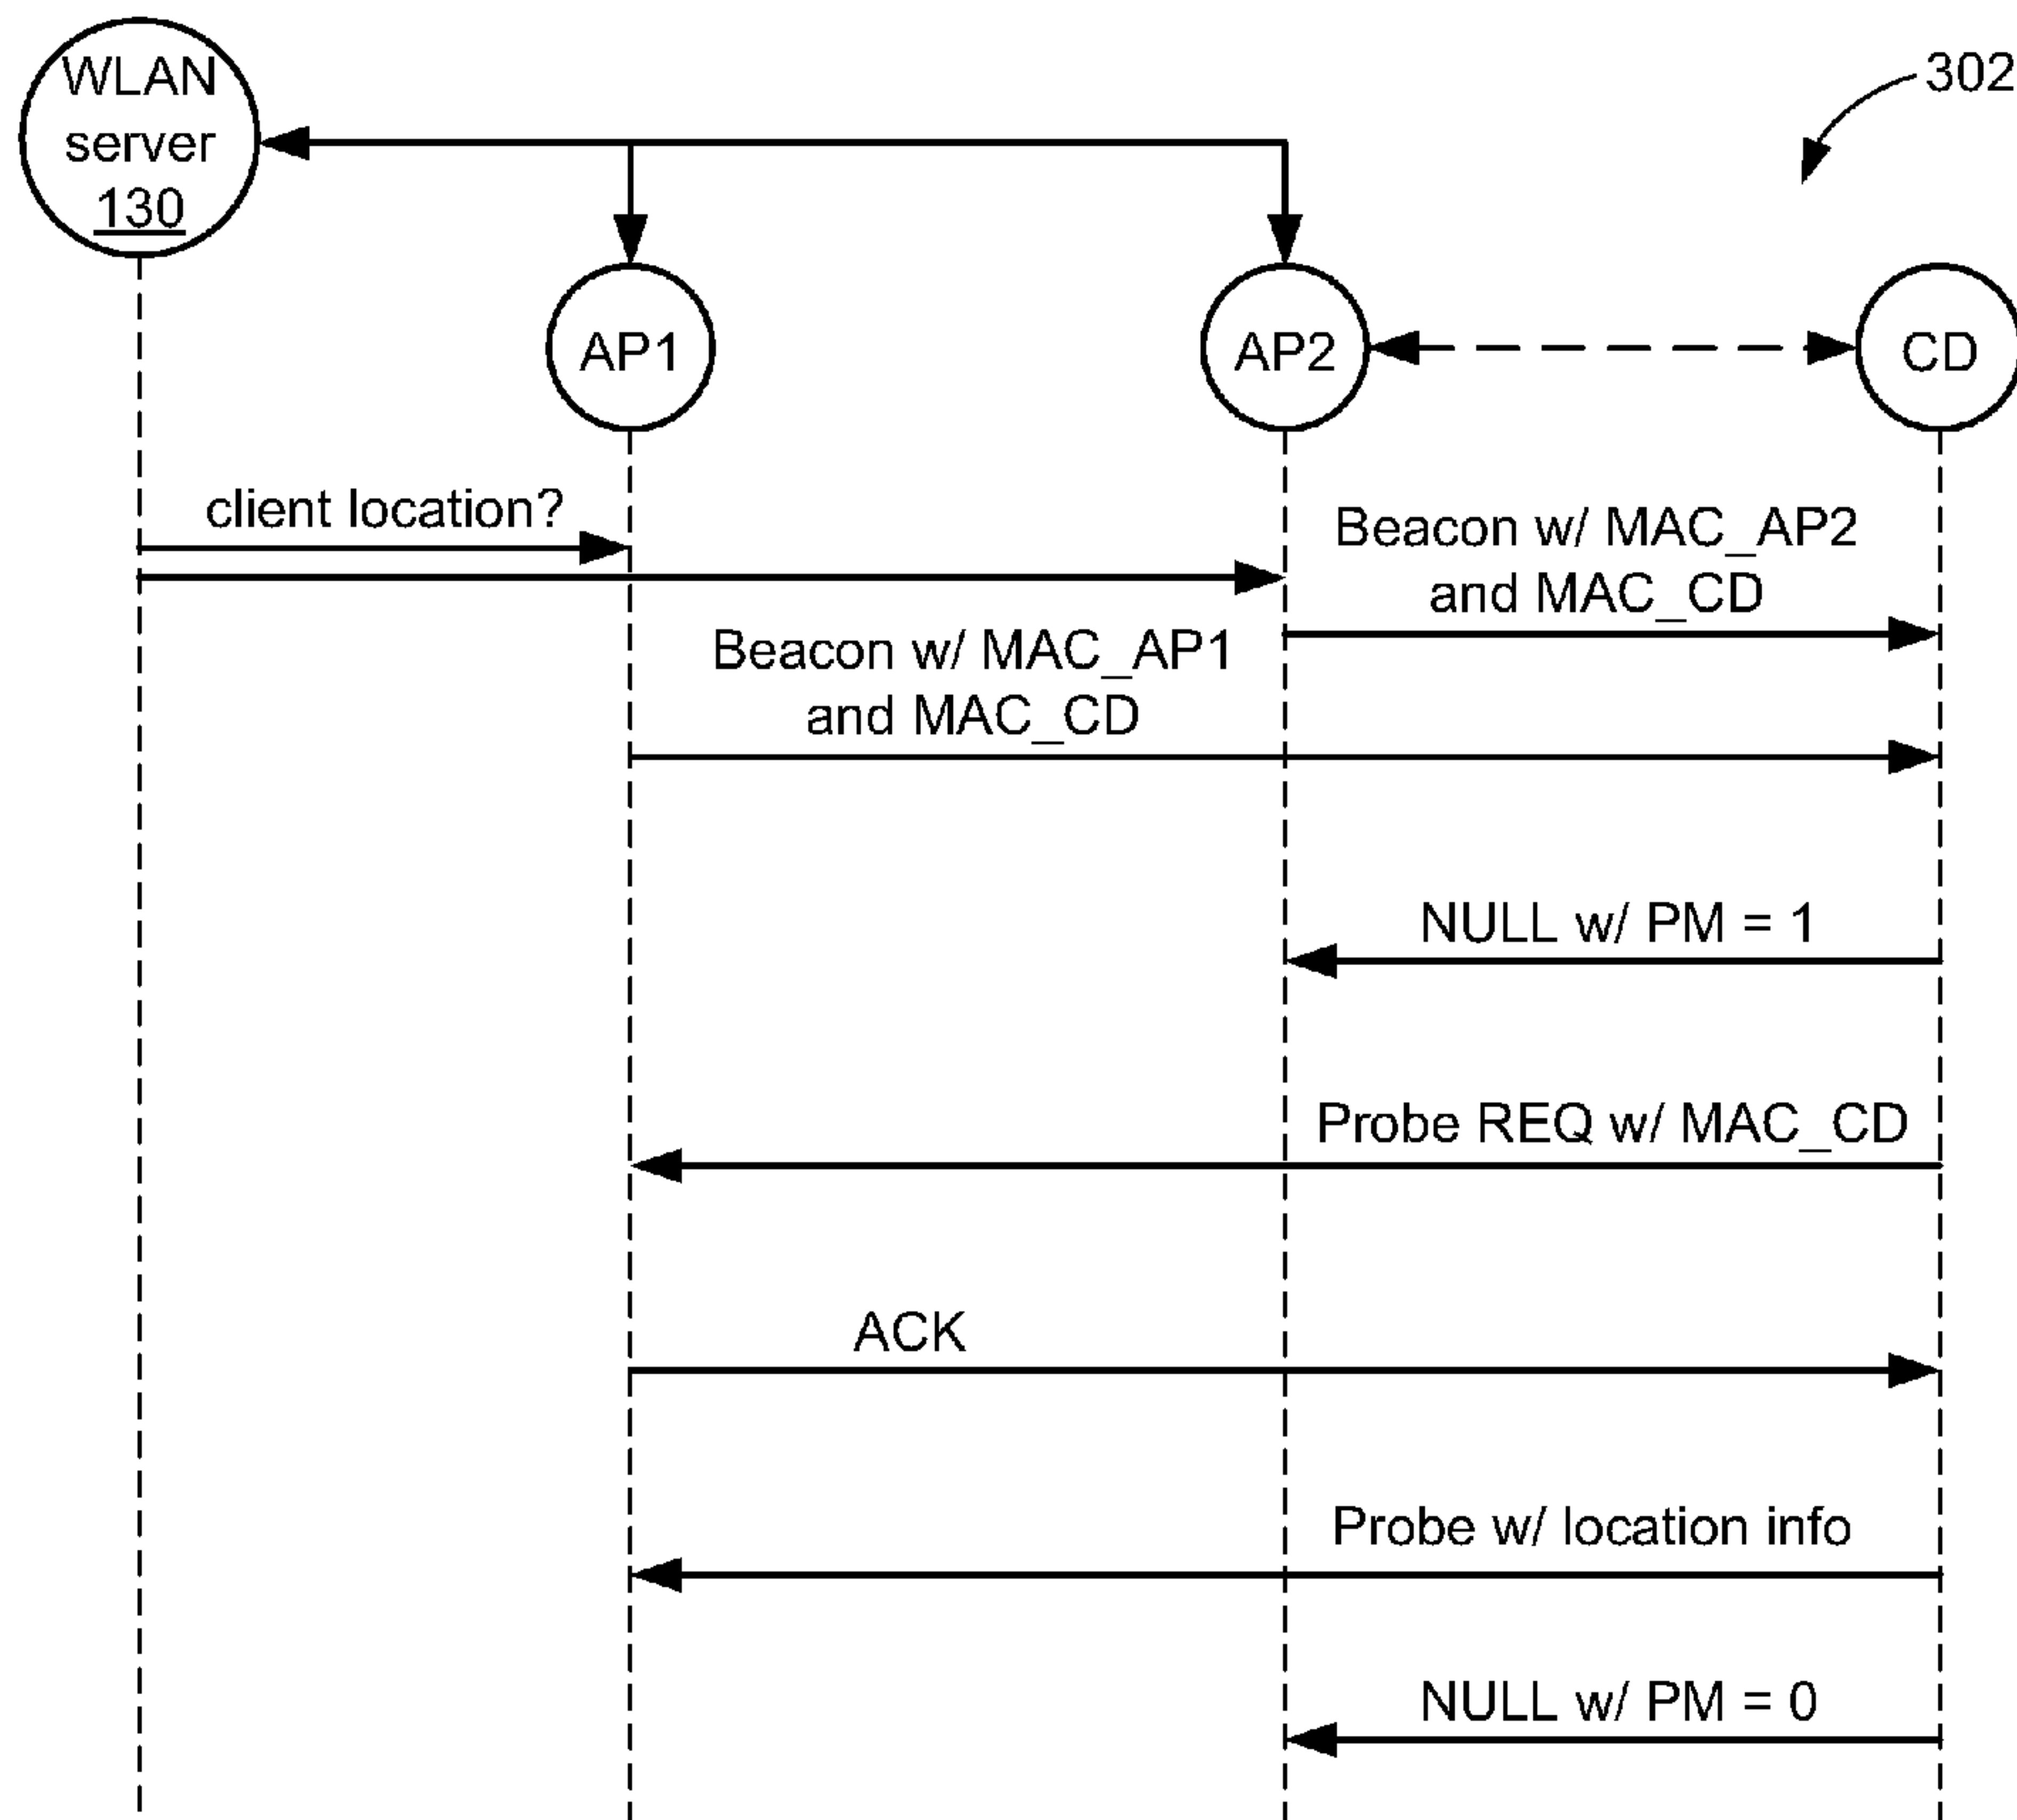 WLAN
server
130
302
AP1
AP2
CD
client location?
Beacon w/ MAC_AP2
and MAC_CD
Beacon w/ MAC_AP1
and MAC_CD
NULL w/ PM = 1
Probe REQ w/ MAC_CD
ACK
Probe w/ location info
NULL w/ PM = 0